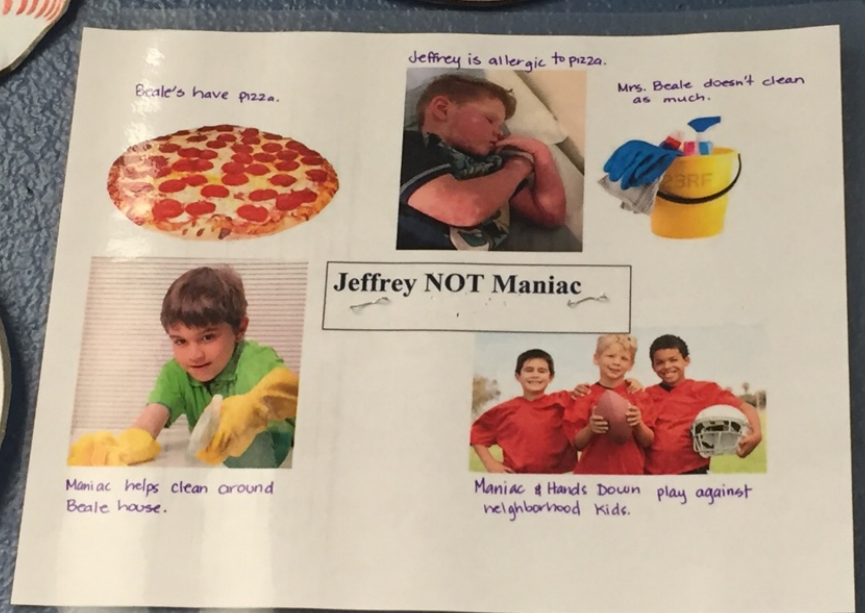 Jeffrey is allergic to pizza.
Beale's have pizza.
Mrs. Beale doesn't clean
as much.
Jeffrey NOT Maniac
Maniac helps clean around
Beale house.
Maniac & Hands Down play against
neighborhood kids.